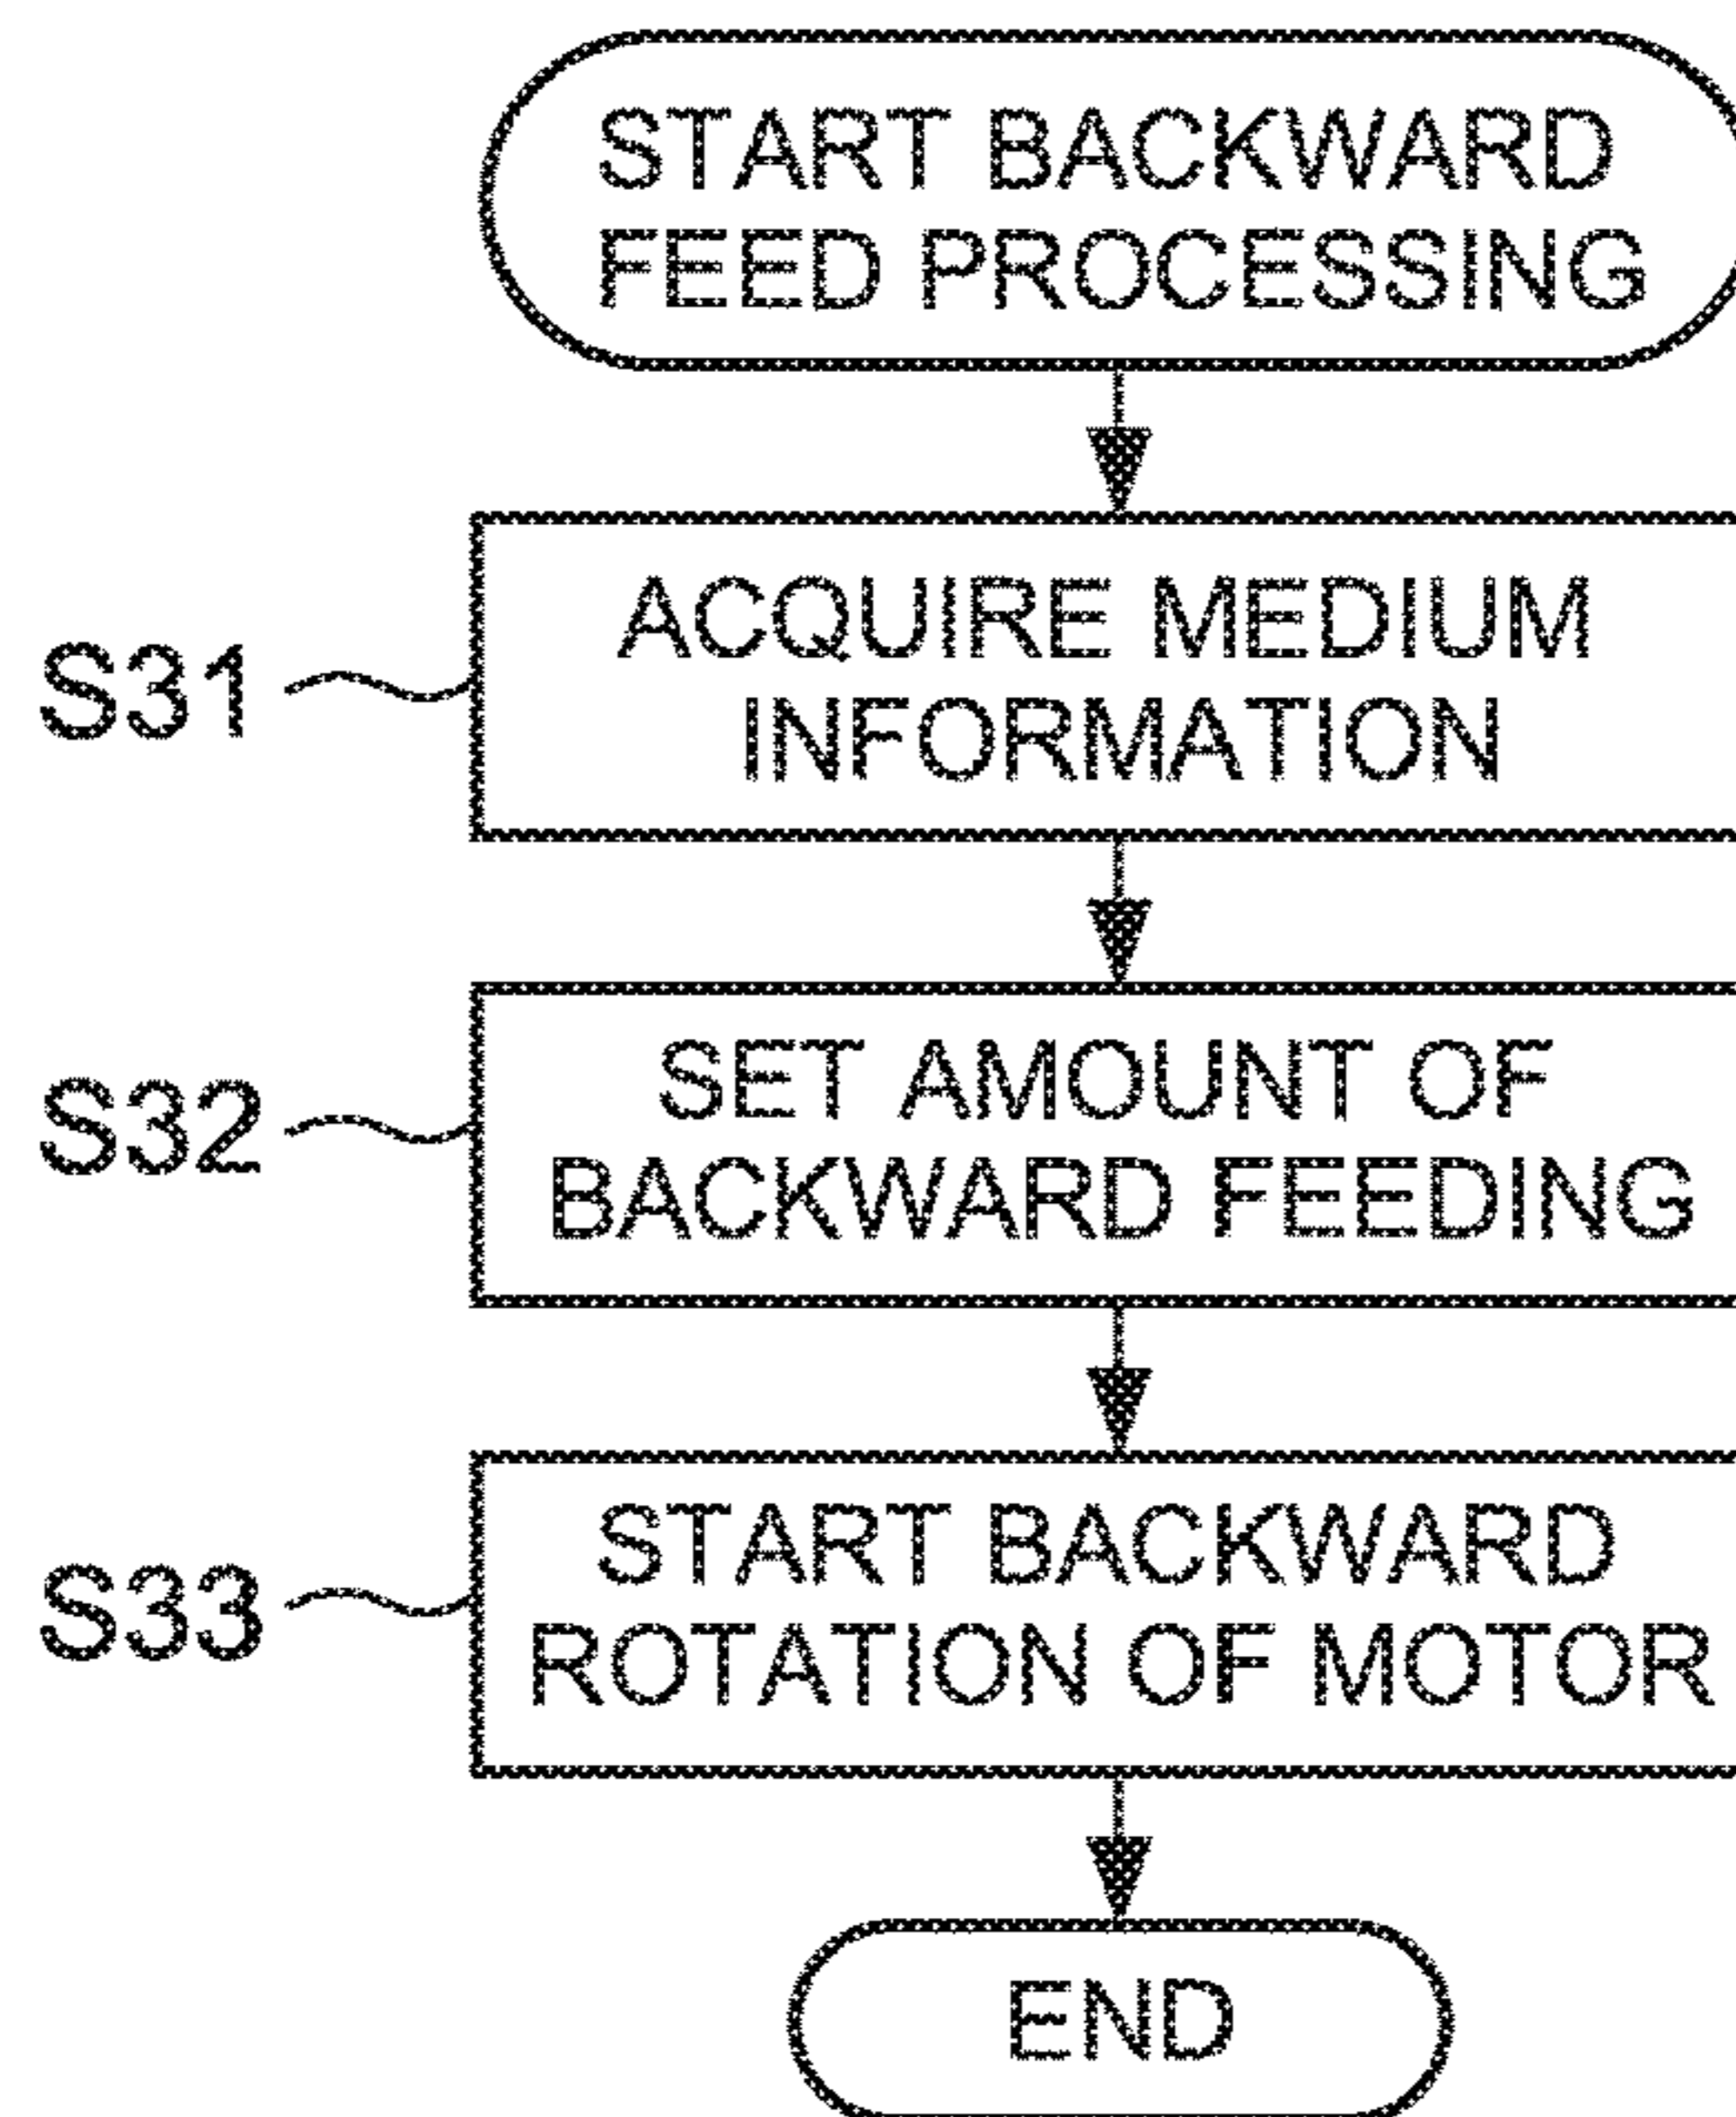 START BACKWARD
FEED PROCESSING
S31
ACQUIRE MEDIUM
INFORMATION
S32
SET AMOUNT OF
BACKWARD FEEDING
S33
START BACKWARD
ROTATION OF MOTOR
END